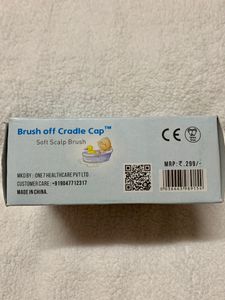 Brush off Cradle Cap™
Soft Scalp Brush
CE
MRP: ₹.299/-
MKD BY : ONE7 HEALTHCARE PVT LTD.
CUSTOMER CARE : +919047712317
MADE IN CHINA.